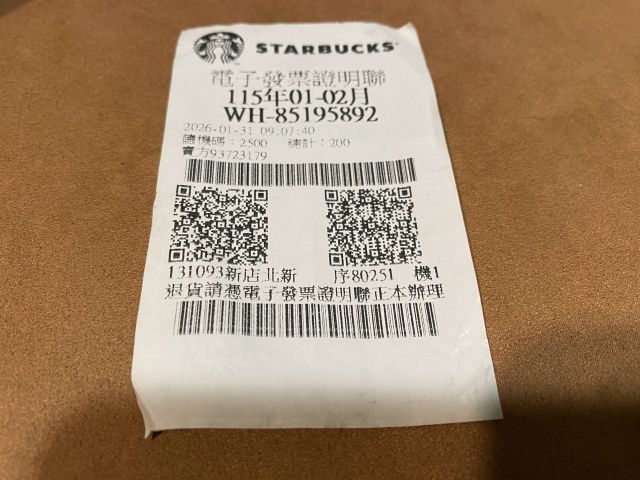 STARBUCKS
電子發票證明聯
115年01-02月
WH-85195892
2026-01-31 09:07:40
隨機碼:2500 總計:200
賣方93723179
131093新店北新 序80251 機1
退貨請憑電子發票證明聯正本辦理